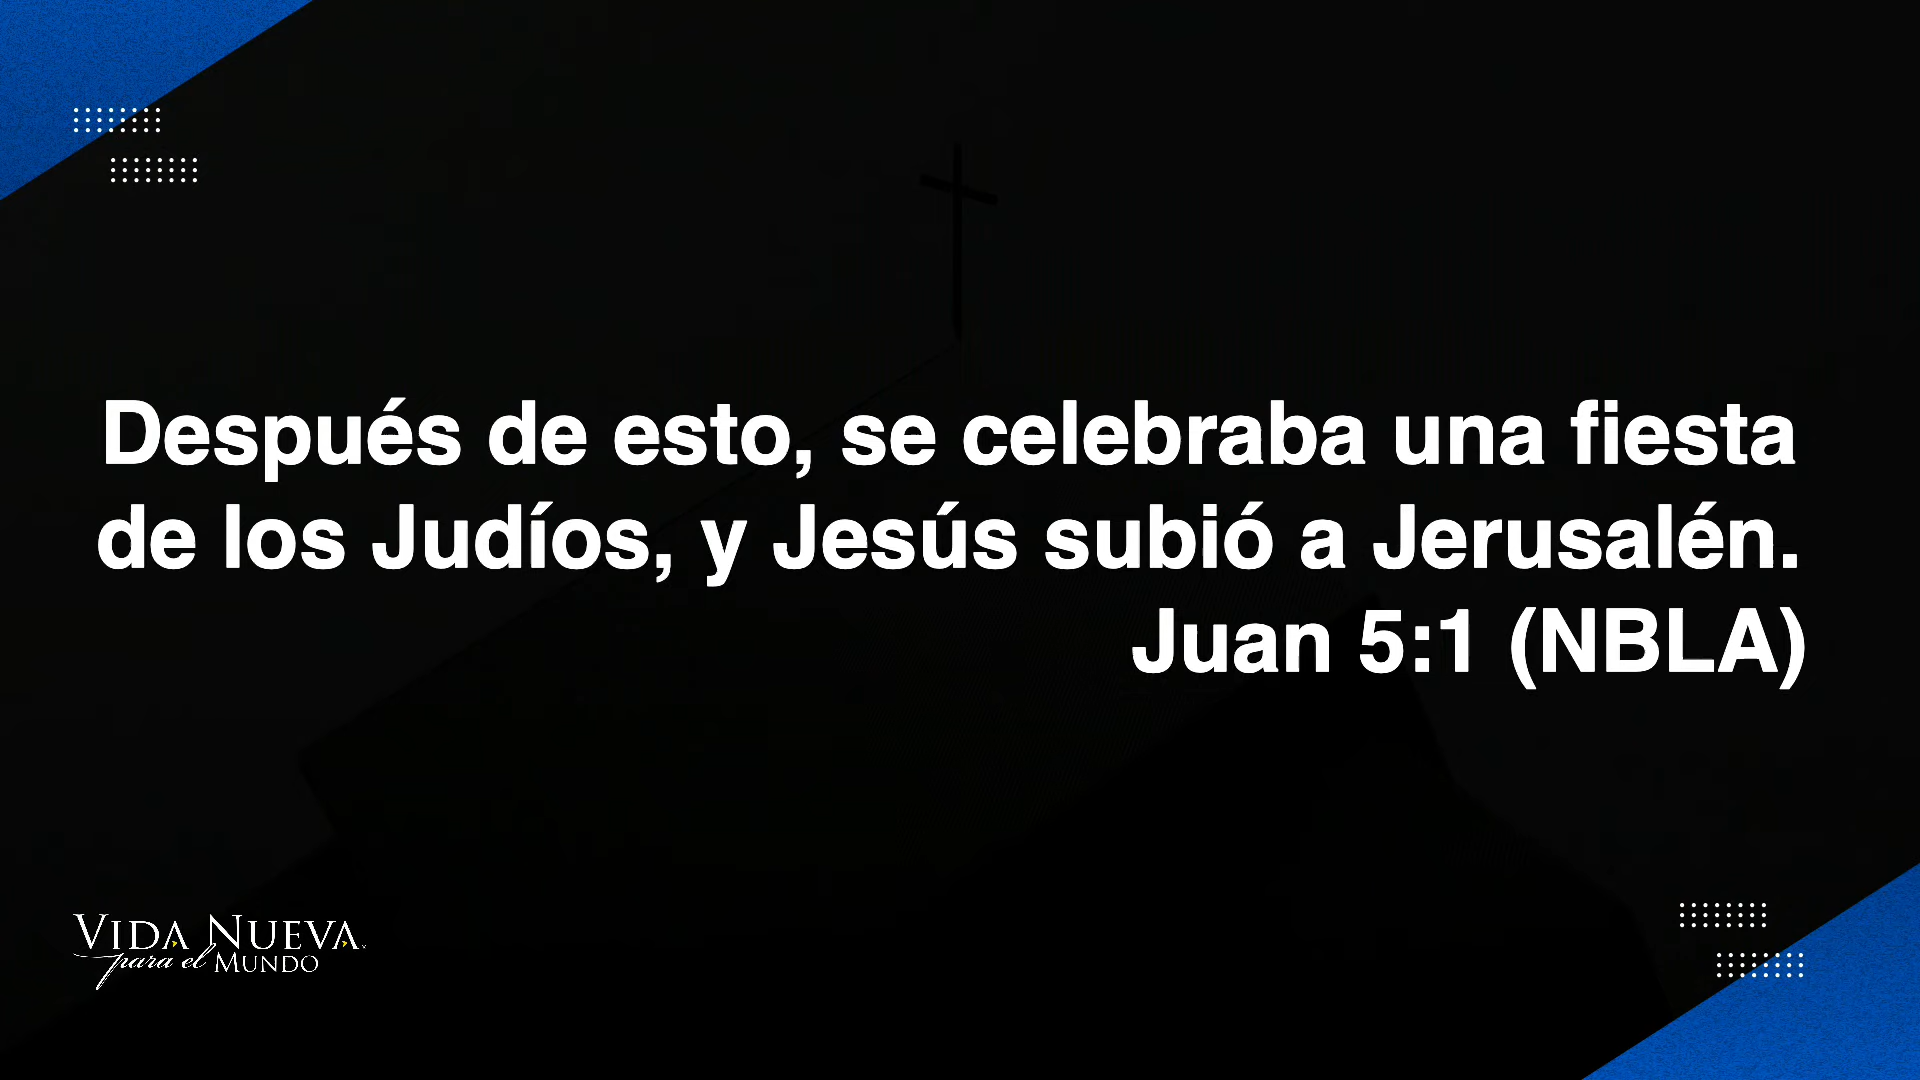 Después de esto, se celebraba una fiesta
de los Judíos, y Jesús subió a Jerusalén.
Juan 5:1 (NBLA)
VIDA NUEVA
para el MUNDO